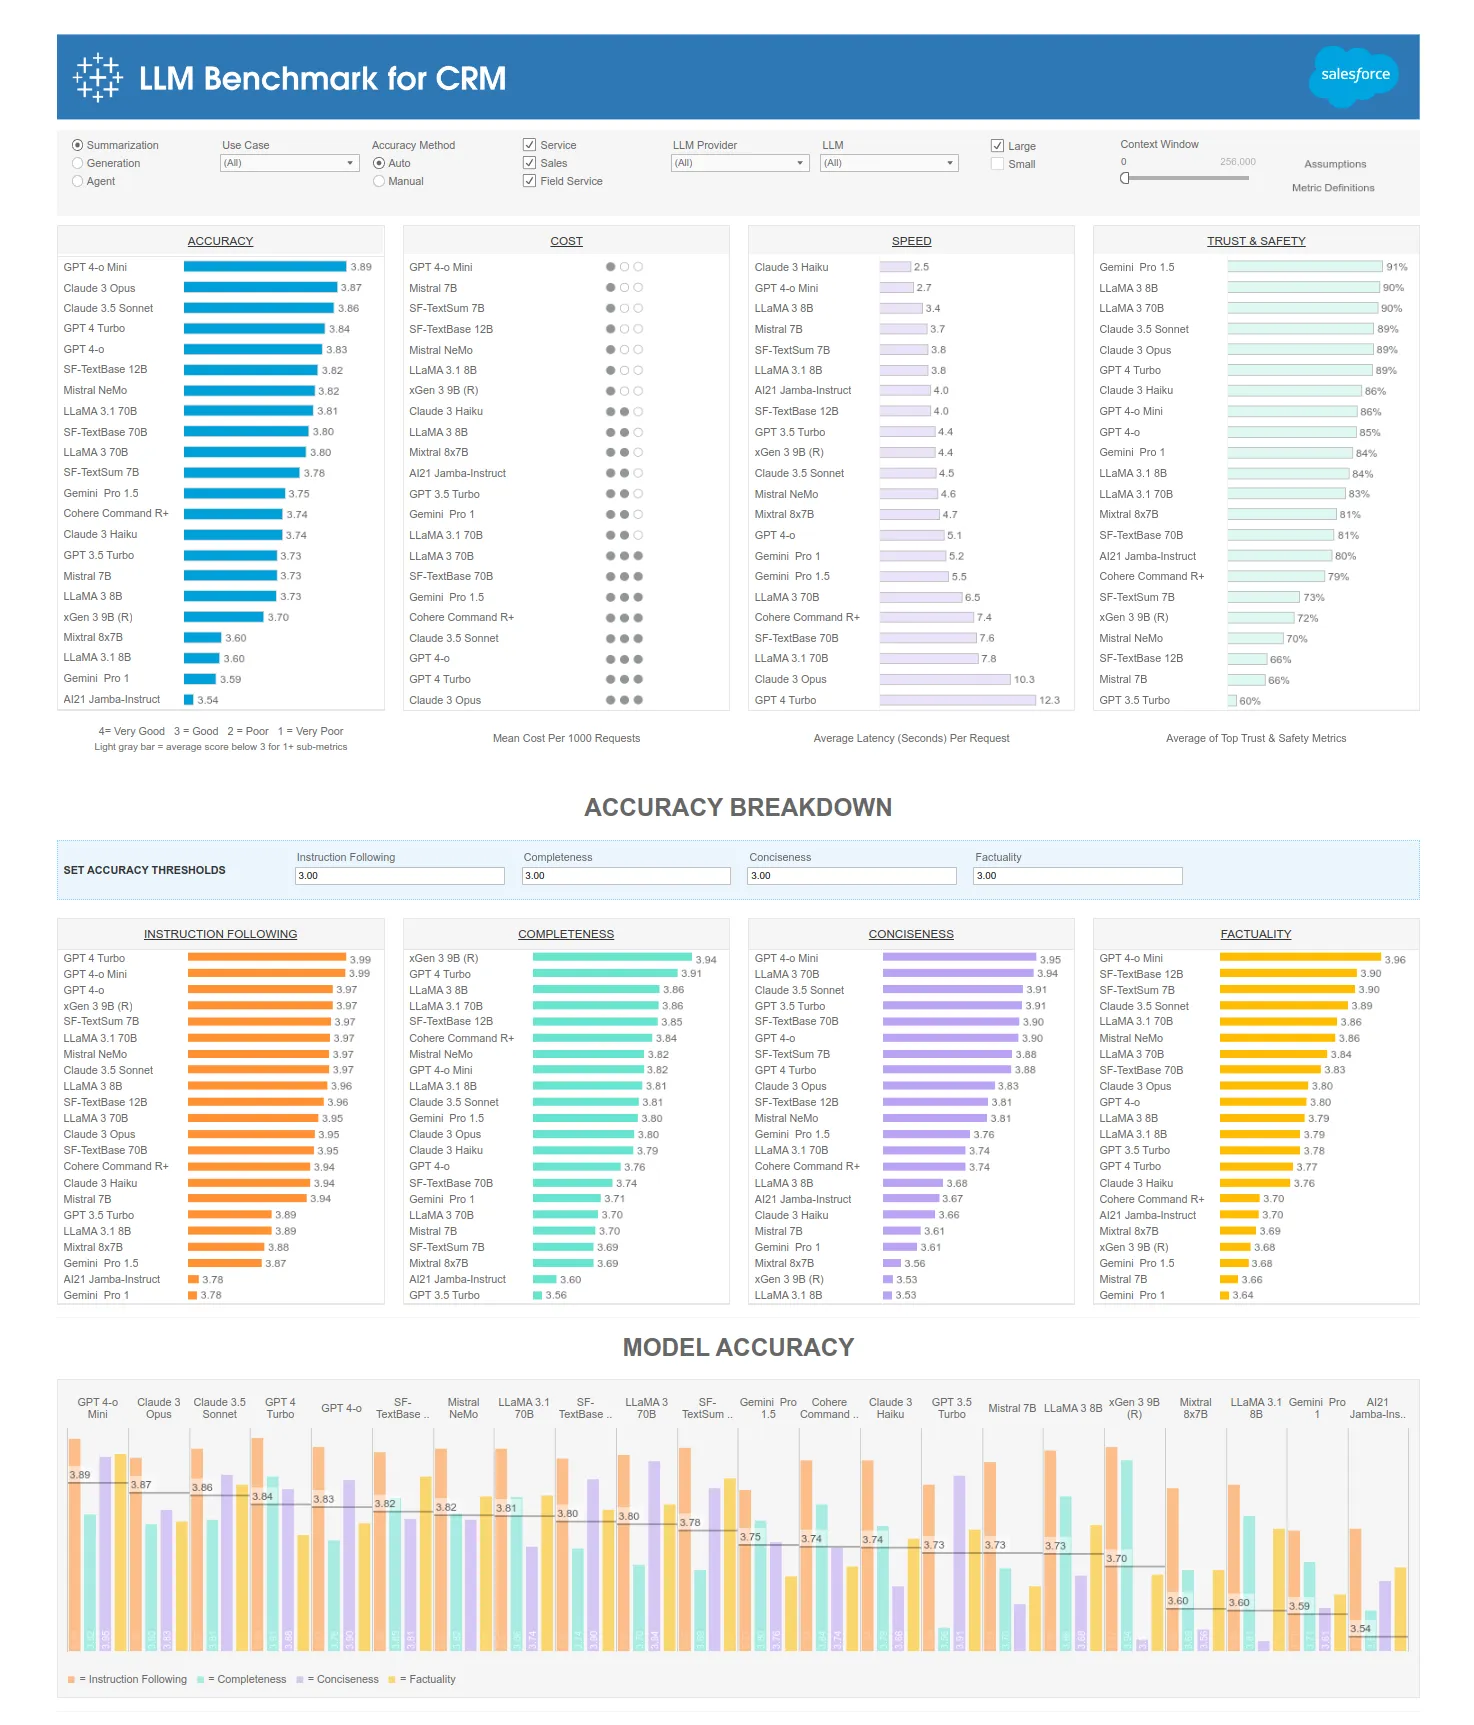 LLM Benchmark for CRM
salesforce
Summarization
Generation
Agent
Use Case
(All)
Accuracy Method
Auto
Manual
Service
Sales
Field Service
LLM Provider
(All)
LLM
(All)
Large
Small
Context Window
0 256,000
Assumptions
Metric Definitions
ACCURACY
GPT 4-o Mini 3.89
Claude 3 Opus 3.87
Claude 3.5 Sonnet 3.86
GPT 4 Turbo 3.84
GPT 4-o 3.83
SF-TextBase 12B 3.82
Mistral NeMo 3.82
LLaMA 3.1 70B 3.81
SF-TextBase 70B 3.80
LLaMA 3 70B 3.80
SF-TextSum 7B 3.78
Gemini Pro 1.5 3.75
Cohere Command R+ 3.74
Claude 3 Haiku 3.74
GPT 3.5 Turbo 3.73
Mistral 7B 3.73
LLaMA 3 8B 3.73
xGen 3 9B (R) 3.70
Mixtral 8x7B 3.60
LLaMA 3.1 8B 3.60
Gemini Pro 1 3.59
AI21 Jamba-Instruct 3.54
4= Very Good 3 = Good 2 = Poor 1 = Very Poor
Light gray bar = average score below 3 for 1+ sub-metrics
COST
GPT 4-o Mini
Mistral 7B
SF-TextSum 7B
SF-TextBase 12B
Mistral NeMo
LLaMA 3.1 8B
xGen 3 9B (R)
Claude 3 Haiku
LLaMA 3 8B
Mixtral 8x7B
AI21 Jamba-Instruct
GPT 3.5 Turbo
Gemini Pro 1
LLaMA 3.1 70B
LLaMA 3 70B
SF-TextBase 70B
Gemini Pro 1.5
Cohere Command R+
Claude 3.5 Sonnet
GPT 4-o
GPT 4 Turbo
Claude 3 Opus
Mean Cost Per 1000 Requests
SPEED
Claude 3 Haiku 2.5
GPT 4-o Mini 2.7
LLaMA 3 8B 3.4
Mistral 7B 3.7
SF-TextSum 7B 3.8
LLaMA 3.1 8B 3.8
AI21 Jamba-Instruct 4.0
SF-TextBase 12B 4.0
GPT 3.5 Turbo 4.4
xGen 3 9B (R) 4.4
Claude 3.5 Sonnet 4.5
Mistral NeMo 4.6
Mixtral 8x7B 4.7
GPT 4-o 5.1
Gemini Pro 1 5.2
Gemini Pro 1.5 5.5
LLaMA 3 70B 6.5
Cohere Command R+ 7.4
SF-TextBase 70B 7.6
LLaMA 3.1 70B 7.8
Claude 3 Opus 10.3
GPT 4 Turbo 12.3
Average Latency (Seconds) Per Request
TRUST & SAFETY
Gemini Pro 1.5 91%
LLaMA 3 8B 90%
LLaMA 3 70B 90%
Claude 3.5 Sonnet 89%
Claude 3 Opus 89%
GPT 4 Turbo 89%
Claude 3 Haiku 86%
GPT 4-o Mini 86%
GPT 4-o 85%
Gemini Pro 1 84%
LLaMA 3.1 8B 84%
LLaMA 3.1 70B 83%
Mixtral 8x7B 81%
SF-TextBase 70B 81%
AI21 Jamba-Instruct 80%
Cohere Command R+ 79%
SF-TextSum 7B 73%
xGen 3 9B (R) 72%
Mistral NeMo 70%
SF-TextBase 12B 66%
Mistral 7B 66%
GPT 3.5 Turbo 60%
Average of Top Trust & Safety Metrics
ACCURACY BREAKDOWN
SET ACCURACY THRESHOLDS
Instruction Following
3.00
Completeness
3.00
Conciseness
3.00
Factuality
3.00
INSTRUCTION FOLLOWING
GPT 4 Turbo 3.99
GPT 4-o Mini 3.99
GPT 4-o 3.97
xGen 3 9B (R) 3.97
SF-TextSum 7B 3.97
LLaMA 3.1 70B 3.97
Mistral NeMo 3.97
Claude 3.5 Sonnet 3.97
LLaMA 3 8B 3.96
SF-TextBase 12B 3.96
LLaMA 3 70B 3.95
Claude 3 Opus 3.95
SF-TextBase 70B 3.95
Cohere Command R+ 3.94
Claude 3 Haiku 3.94
Mistral 7B 3.94
GPT 3.5 Turbo 3.89
LLaMA 3.1 8B 3.89
Mixtral 8x7B 3.88
Gemini Pro 1.5 3.87
AI21 Jamba-Instruct 3.78
Gemini Pro 1 3.78
COMPLETENESS
xGen 3 9B (R) 3.94
GPT 4 Turbo 3.91
LLaMA 3 8B 3.86
LLaMA 3.1 70B 3.86
SF-TextBase 12B 3.85
Cohere Command R+ 3.84
Mistral NeMo 3.82
GPT 4-o Mini 3.82
LLaMA 3.1 8B 3.81
Claude 3.5 Sonnet 3.81
Gemini Pro 1.5 3.80
Claude 3 Opus 3.80
Claude 3 Haiku 3.79
GPT 4-o 3.76
SF-TextBase 70B 3.74
Gemini Pro 1 3.71
LLaMA 3 70B 3.70
Mistral 7B 3.70
SF-TextSum 7B 3.69
Mixtral 8x7B 3.69
AI21 Jamba-Instruct 3.60
GPT 3.5 Turbo 3.56
CONCISENESS
GPT 4-o Mini 3.95
LLaMA 3 70B 3.94
Claude 3.5 Sonnet 3.91
GPT 3.5 Turbo 3.91
SF-TextBase 70B 3.90
GPT 4-o 3.90
SF-TextSum 7B 3.88
GPT 4 Turbo 3.88
Claude 3 Opus 3.83
SF-TextBase 12B 3.81
Mistral NeMo 3.81
Gemini Pro 1.5 3.76
LLaMA 3.1 70B 3.74
Cohere Command R+ 3.74
LLaMA 3 8B 3.68
AI21 Jamba-Instruct 3.67
Claude 3 Haiku 3.66
Mistral 7B 3.61
Gemini Pro 1 3.61
Mixtral 8x7B 3.56
xGen 3 9B (R) 3.53
LLaMA 3.1 8B 3.53
FACTUALITY
GPT 4-o Mini 3.96
SF-TextBase 12B 3.90
SF-TextSum 7B 3.90
Claude 3.5 Sonnet 3.89
LLaMA 3.1 70B 3.86
Mistral NeMo 3.86
LLaMA 3 70B 3.84
SF-TextBase 70B 3.83
Claude 3 Opus 3.80
GPT 4-o 3.80
LLaMA 3 8B 3.79
LLaMA 3.1 8B 3.79
GPT 3.5 Turbo 3.78
GPT 4 Turbo 3.77
Claude 3 Haiku 3.76
Cohere Command R+ 3.70
AI21 Jamba-Instruct 3.70
Mixtral 8x7B 3.69
xGen 3 9B (R) 3.68
Gemini Pro 1.5 3.68
Mistral 7B 3.66
Gemini Pro 1 3.64
MODEL ACCURACY
GPT 4-o Mini
Claude 3 Opus
Claude 3.5 Sonnet
GPT 4 Turbo
GPT 4-o
SF-TextBase ..
Mistral NeMo
LLaMA 3.1 70B
SF-TextBase ..
LLaMA 3 70B
SF-TextSum ..
Gemini Pro 1.5
Cohere Command ..
Claude 3 Haiku
GPT 3.5 Turbo
Mistral 7B
LLaMA 3 8B
xGen 3 9B (R)
Mixtral 8x7B
LLaMA 3.1 8B
Gemini Pro 1
AI21 Jamba-Ins..
3.89 3.87 3.86 3.84 3.83 3.82 3.82 3.81 3.80 3.80 3.78 3.75 3.74 3.74 3.73 3.73 3.73 3.70 3.60 3.60 3.59 3.54
= Instruction Following = Completeness = Conciseness = Factuality